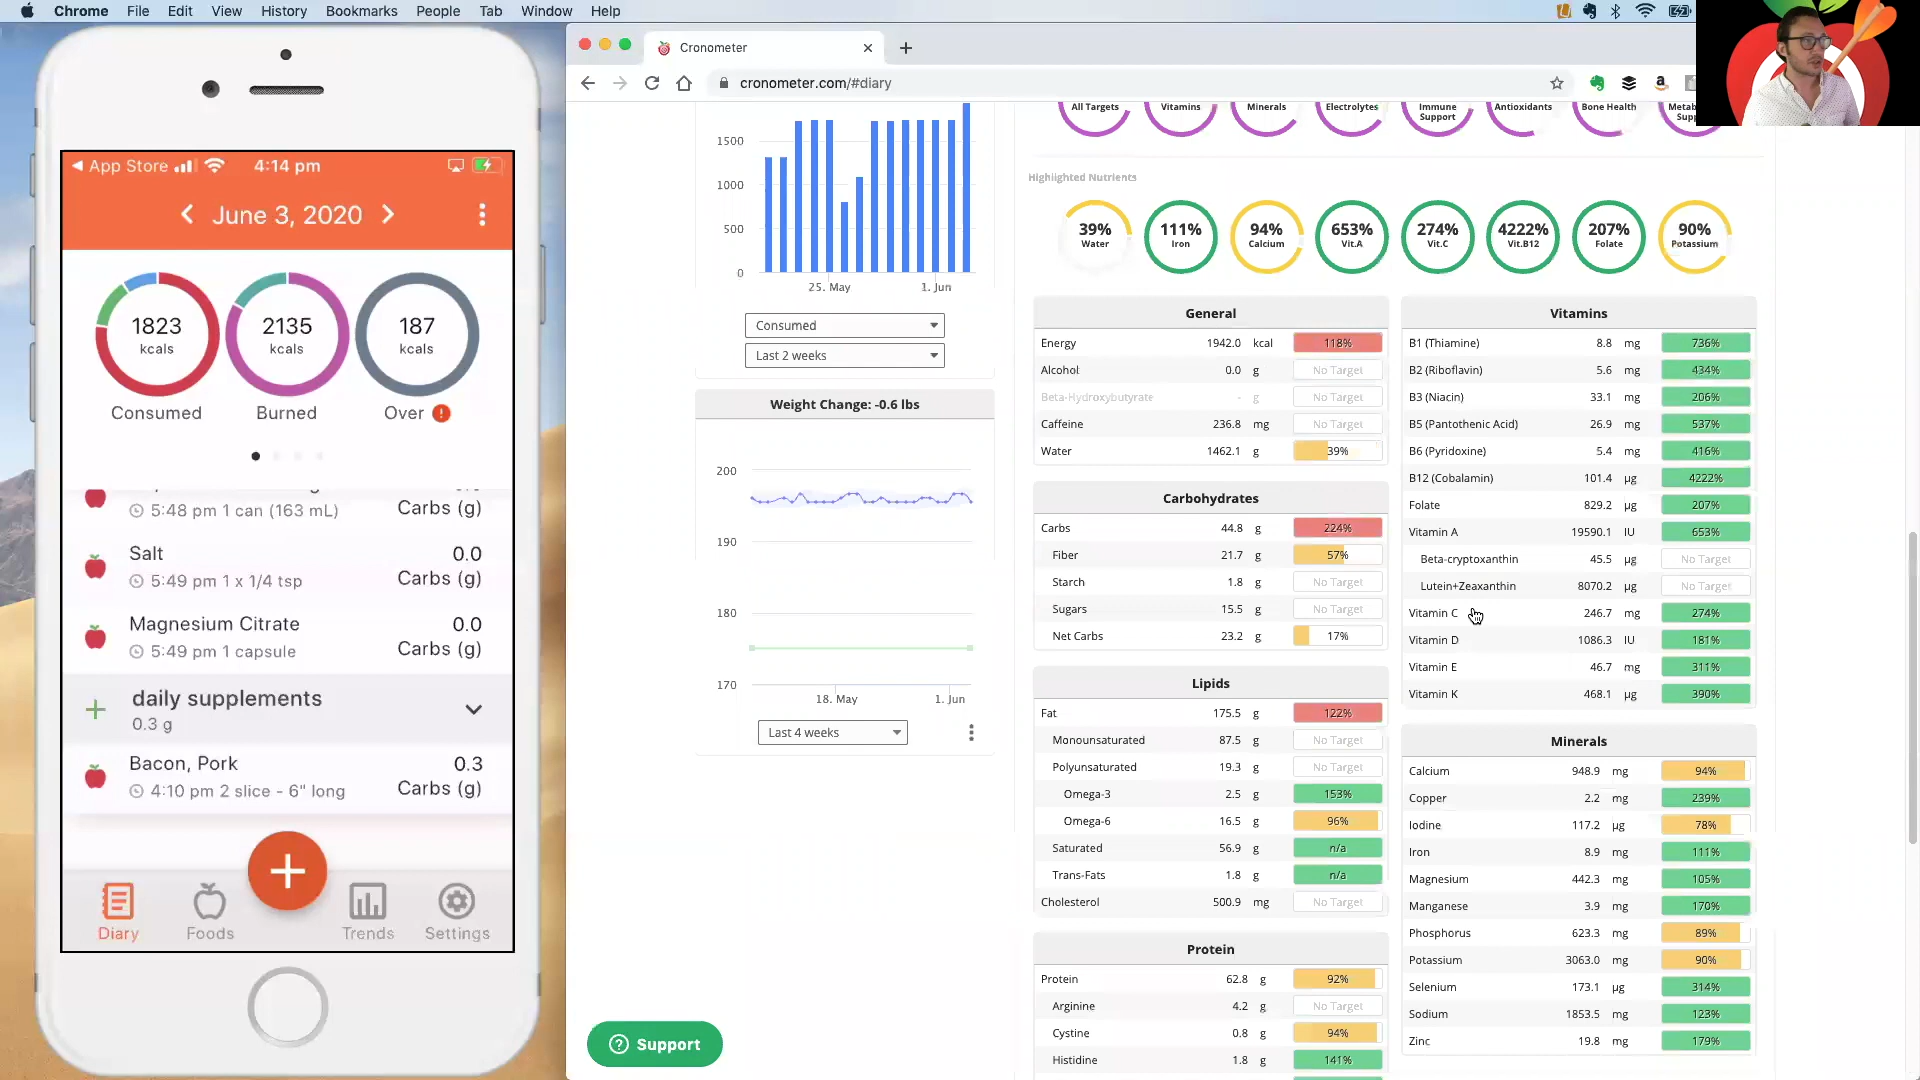 Chrome File Edit View History Bookmarks People Tab Window Help
Cronometer
cronometer.com/#diary
App Store 4:14 pm
June 3, 2020
1823 kcals 2135 kcals 187 kcals
Consumed Burned Over
5:48 pm 1 can (163 mL) Carbs (g)
Salt 0.0
5:49 pm 1 x 1/4 tsp Carbs (g)
Magnesium Citrate 0.0
5:49 pm 1 capsule Carbs (g)
daily supplements
0.3 g
Bacon, Pork 0.3
4:10 pm 2 slice - 6" long Carbs (g)
Diary Foods Trends Settings
1500
1000
500
0
25. May 1. Jun
Consumed
Last 2 weeks
Weight Change: -0.6 lbs
200
190
180
170
18. May 1. Jun
Last 4 weeks
Support
All Targets Vitamins Minerals Electrolytes Immune Support Antioxidants Bone Health
Highlighted Nutrients
39% Water 111% Iron 94% Calcium 653% Vit.A 274% Vit.C 4222% Vit.B12 207% Folate 90% Potassium
General
Energy 1942.0 kcal 118%
Alcohol 0.0 g No Target
Beta-Hydroxybutyrate - g No Target
Caffeine 236.8 mg No Target
Water 1462.1 g 39%
Carbohydrates
Carbs 44.8 g 224%
Fiber 21.7 g 57%
Starch 1.8 g No Target
Sugars 15.5 g No Target
Net Carbs 23.2 g 17%
Lipids
Fat 175.5 g 122%
Monounsaturated 87.5 g No Target
Polyunsaturated 19.3 g No Target
Omega-3 2.5 g 153%
Omega-6 16.5 g 96%
Saturated 56.9 g n/a
Trans-Fats 1.8 g n/a
Cholesterol 500.9 mg No Target
Protein
Protein 62.8 g 92%
Arginine 4.2 g No Target
Cystine 0.8 g 94%
Histidine 1.8 g 141%
Vitamins
B1 (Thiamine) 8.8 mg 736%
B2 (Riboflavin) 5.6 mg 434%
B3 (Niacin) 33.1 mg 206%
B5 (Pantothenic Acid) 26.9 mg 537%
B6 (Pyridoxine) 5.4 mg 416%
B12 (Cobalamin) 101.4 µg 4222%
Folate 829.2 µg 207%
Vitamin A 19590.1 IU 653%
Beta-cryptoxanthin 45.5 µg No Target
Lutein+Zeaxanthin 8070.2 µg No Target
Vitamin C 246.7 mg 274%
Vitamin D 1086.3 IU 181%
Vitamin E 46.7 mg 311%
Vitamin K 468.1 µg 390%
Minerals
Calcium 948.9 mg 94%
Copper 2.2 mg 239%
Iodine 117.2 µg 78%
Iron 8.9 mg 111%
Magnesium 442.3 mg 105%
Manganese 3.9 mg 170%
Phosphorus 623.3 mg 89%
Potassium 3063.0 mg 90%
Selenium 173.1 µg 314%
Sodium 1853.5 mg 123%
Zinc 19.8 mg 179%